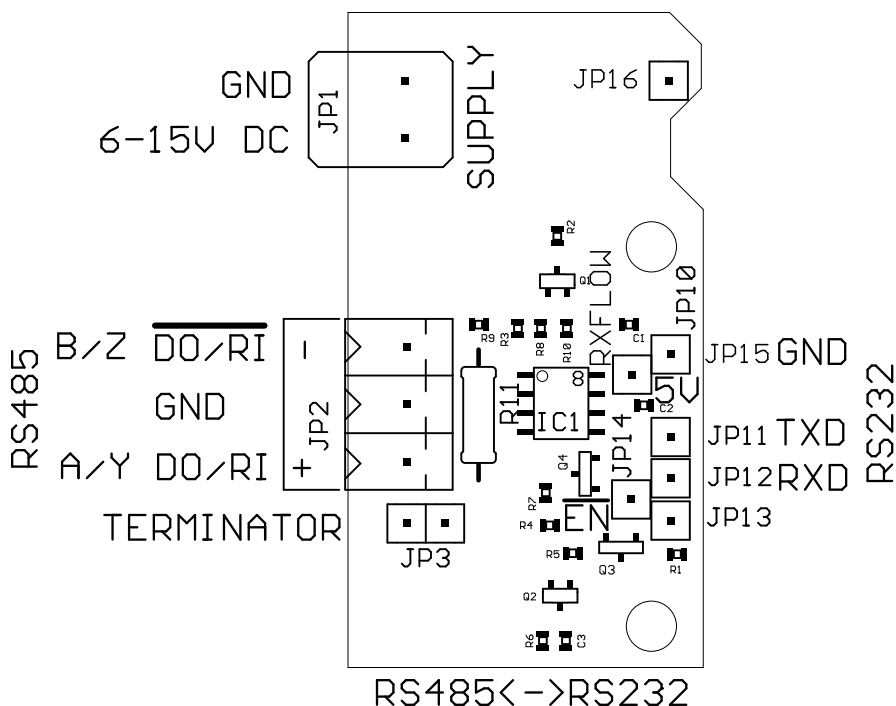 GND
6-15V DC
JP1
SUPPLY
JP16
R2
Q1
RXFLOW
JP10
RS485
B/Z DO/RI
GND
A/Y DO/RI
-
+
JP2
TERMINATOR
JP3
R9
R3
R8
R10
C1
R11
IC1
8
5V
C2
JP15 GND
JP11 TXD
JP12 RXD
JP13
RS232
JP14
Q4
R7
EN
R4
R5
Q3
R1
Q2
R6
C3
RS485<->RS232